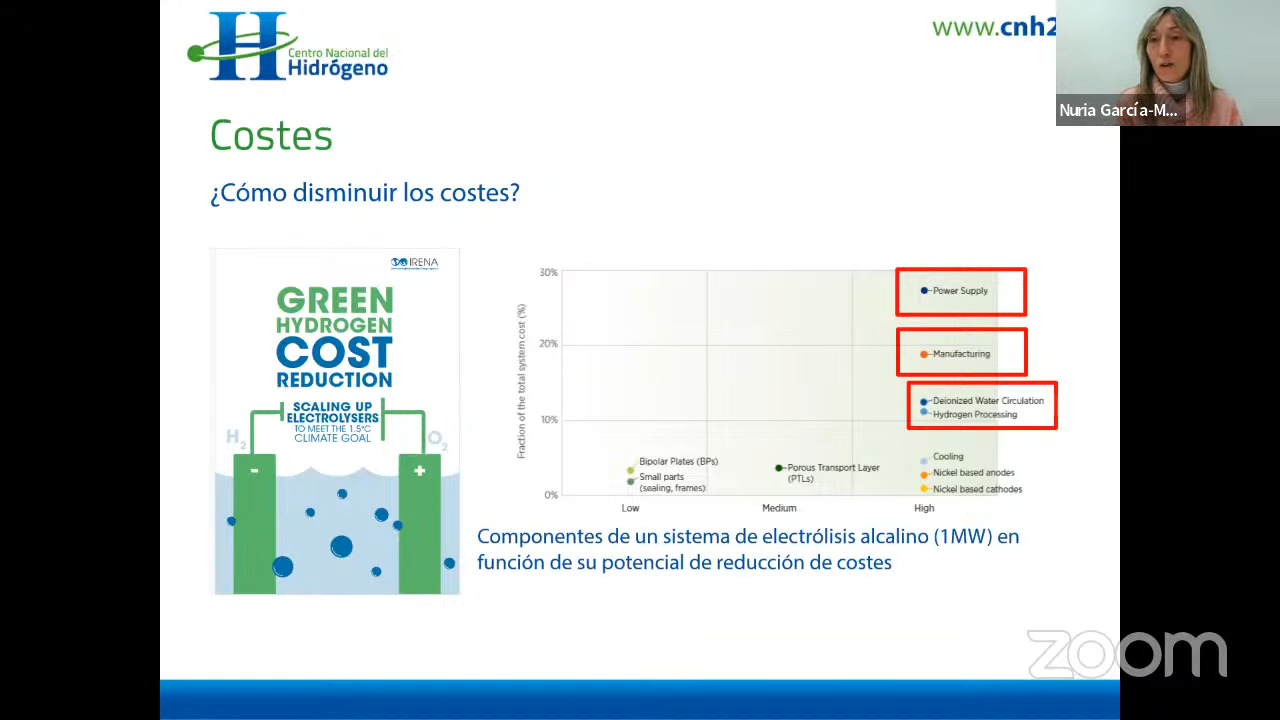 Centro Nacional del
Hidrógeno
www.cnh2
Nuria García-M...
Costes
¿Cómo disminuir los costes?
IRENA
GREEN
HYDROGEN
COST
REDUCTION
SCALING UP
ELECTROLYSERS
TO MEET THE 1.5°C
CLIMATE GOAL
H2
O2
-
+
Fraction of the total system cost (%)
30%
20%
10%
0%
Power Supply
Manufacturing
Deionized Water Circulation
Hydrogen Processing
Bipolar Plates (BPs)
Small parts
(sealing, frames)
Porous Transport Layer
(PTLs)
Cooling
Nickel based anodes
Nickel based cathodes
Low
Medium
High
Componentes de un sistema de electrólisis alcalino (1MW) en
función de su potencial de reducción de costes
zoom